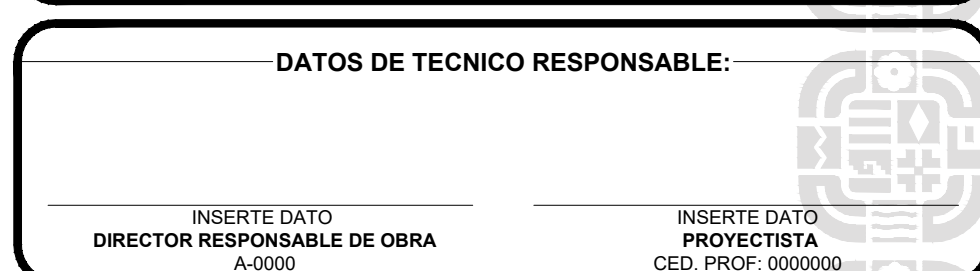 DATOS DE TECNICO RESPONSABLE:
INSERTE DATO
DIRECTOR RESPONSABLE DE OBRA
A-0000
INSERTE DATO
PROYECTISTA
CED. PROF: 0000000